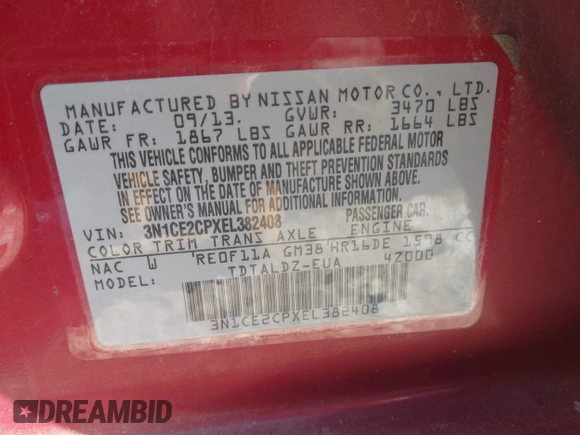 MANUFACTURED BY NISSAN MOTOR CO., LTD.
DATE: 09/13. GVWR: 3470 LBS
GAWR FR: 1867 LBS GAWR RR: 1664 LBS
THIS VEHICLE CONFORMS TO ALL APPLICABLE FEDERAL MOTOR
VEHICLE SAFETY, BUMPER AND THEFT PREVENTION STANDARDS
IN EFFECT ON THE DATE OF MANUFACTURE SHOWN ABOVE.
SEE OWNER'S MANUAL FOR ADDITIONAL INFORMATION.
VIN: 3N1CE2CPXEL382408 PASSENGER CAR.
COLOR TRIM TRANS AXLE ENGINE
NAC W RE0F11A GM38 HR16DE 1598 CC
MODEL: TDTALDZ-EUA 4Z000
3N1CE2CPXEL382408
DREAMBID